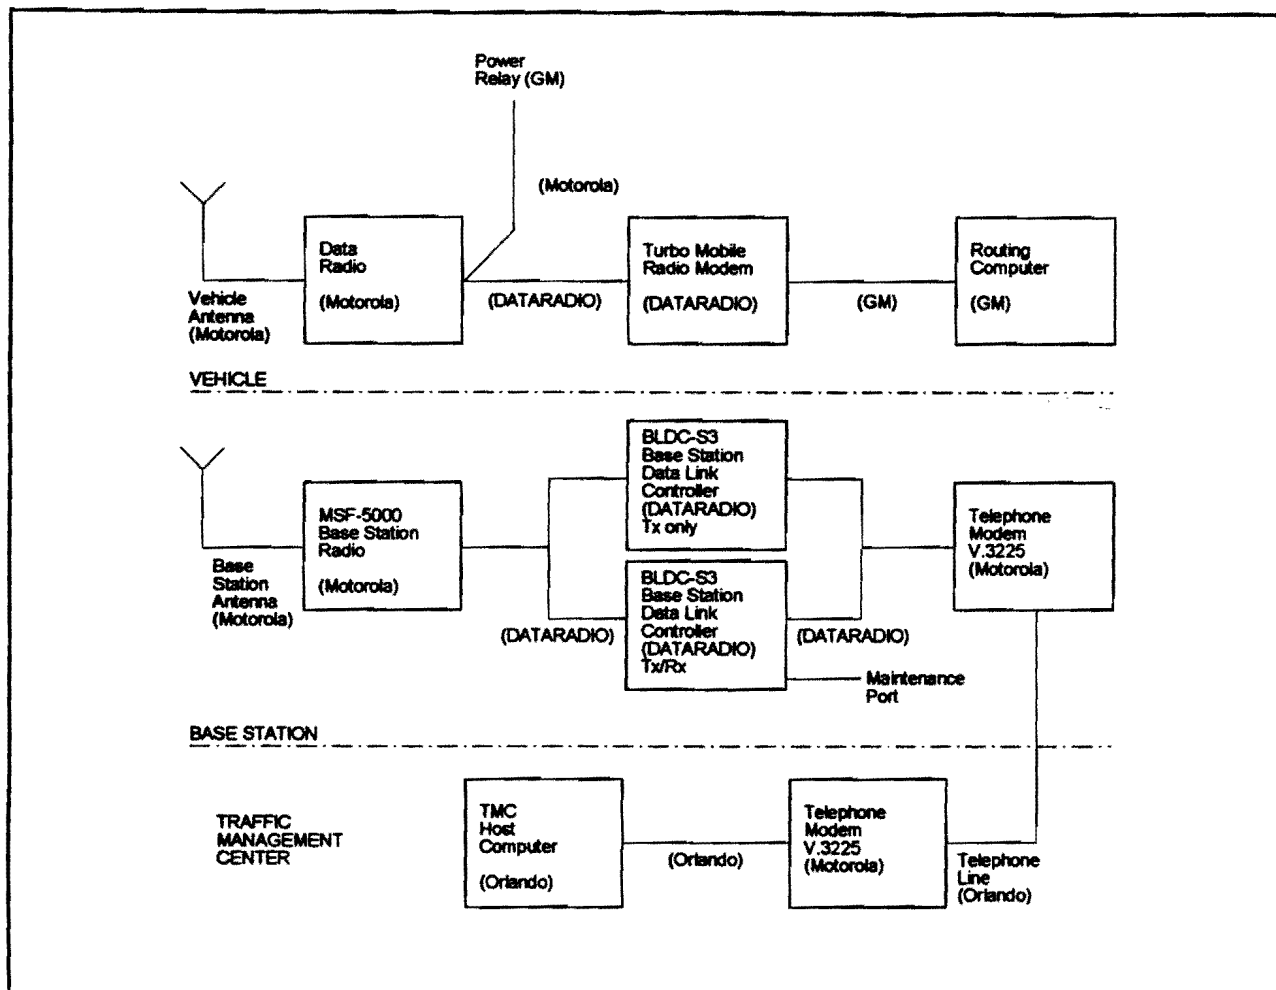 Power
Relay (GM)
(Motorola)
Data
Radio
(Motorola)
Turbo Mobile
Radio Modem
(DATARADIO)
Routing
Computer
(GM)
Vehicle
Antenna
(Motorola)
(DATARADIO)
(GM)
VEHICLE
BLDC-S3
Base Station
Data Link
Controller
(DATARADIO)
Tx only
MSF-5000
Base Station
Radio
(Motorola)
Telephone
Modem
V.3225
(Motorola)
Base
Station
Antenna
(Motorola)
BLDC-S3
Base Station
Data Link
Controller
(DATARADIO)
Tx/Rx
(DATARADIO)
(DATARADIO)
Maintenance
Port
BASE STATION
TRAFFIC
MANAGEMENT
CENTER
TMC
Host
Computer
(Orlando)
(Orlando)
Telephone
Modem
V.3225
(Motorola)
Telephone
Line
(Orlando)